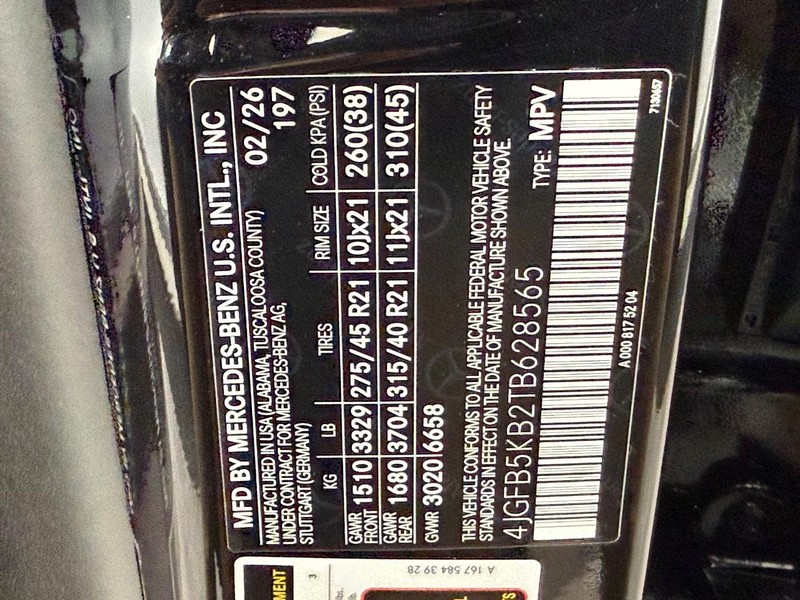 MFD BY MERCEDES-BENZ U.S. INTL., INC
MANUFACTURED IN USA (ALABAMA, TUSCALOOSA COUNTY) 02/26
UNDER CONTRACT FOR MERCEDES-BENZ AG, 197
STUTTGART (GERMANY)
KG LB TIRES RIM SIZE COLD KPA (PSI)
GAWR FRONT 1510 3329 275/45 R21 10Jx21 260(38)
GAWR REAR 1680 3704 315/40 R21 11Jx21 310(45)
GVWR 3020 6658
THIS VEHICLE CONFORMS TO ALL APPLICABLE FEDERAL MOTOR VEHICLE SAFETY
STANDARDS IN EFFECT ON THE DATE OF MANUFACTURE SHOWN ABOVE.
4JGFB5KB2TB628565 TYPE: MPV
A 000 817 52 04
7130457
A 167 584 39 28
3